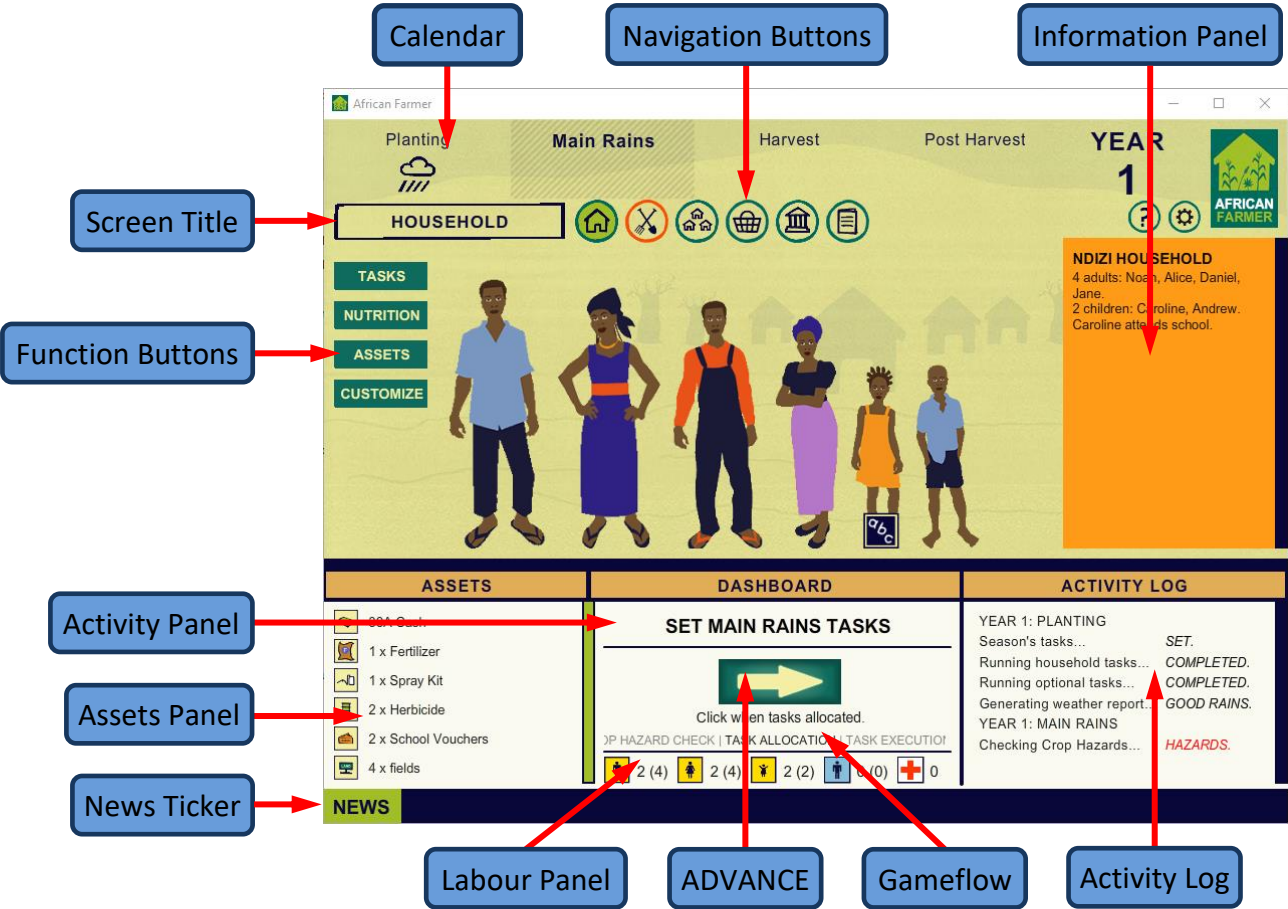 Calendar
Navigation Buttons
Information Panel
African Farmer
Planting
Main Rains
Harvest
Post Harvest
YEAR
1
AFRICAN
FARMER
Screen Title
HOUSEHOLD
?
TASKS
NUTRITION
ASSETS
CUSTOMIZE
Function Buttons
NDIZI HOUSEHOLD
4 adults: Noah, Alice, Daniel,
Jane.
2 children: Caroline, Andrew.
Caroline attends school.
abc
ASSETS
DASHBOARD
ACTIVITY LOG
Activity Panel
Cash
1 x Fertilizer
1 x Spray Kit
2 x Herbicide
2 x School Vouchers
4 x fields
Assets Panel
SET MAIN RAINS TASKS
Click when tasks allocated.
OP HAZARD CHECK | TASK ALLOCATION | TASK EXECUTION
2 (4) 2 (4) 2 (2) 0 (0) 0
YEAR 1: PLANTING
Season's tasks... SET.
Running household tasks... COMPLETED.
Running optional tasks... COMPLETED.
Generating weather report... GOOD RAINS.
YEAR 1: MAIN RAINS
Checking Crop Hazards... HAZARDS.
News Ticker
NEWS
Labour Panel
ADVANCE
Gameflow
Activity Log